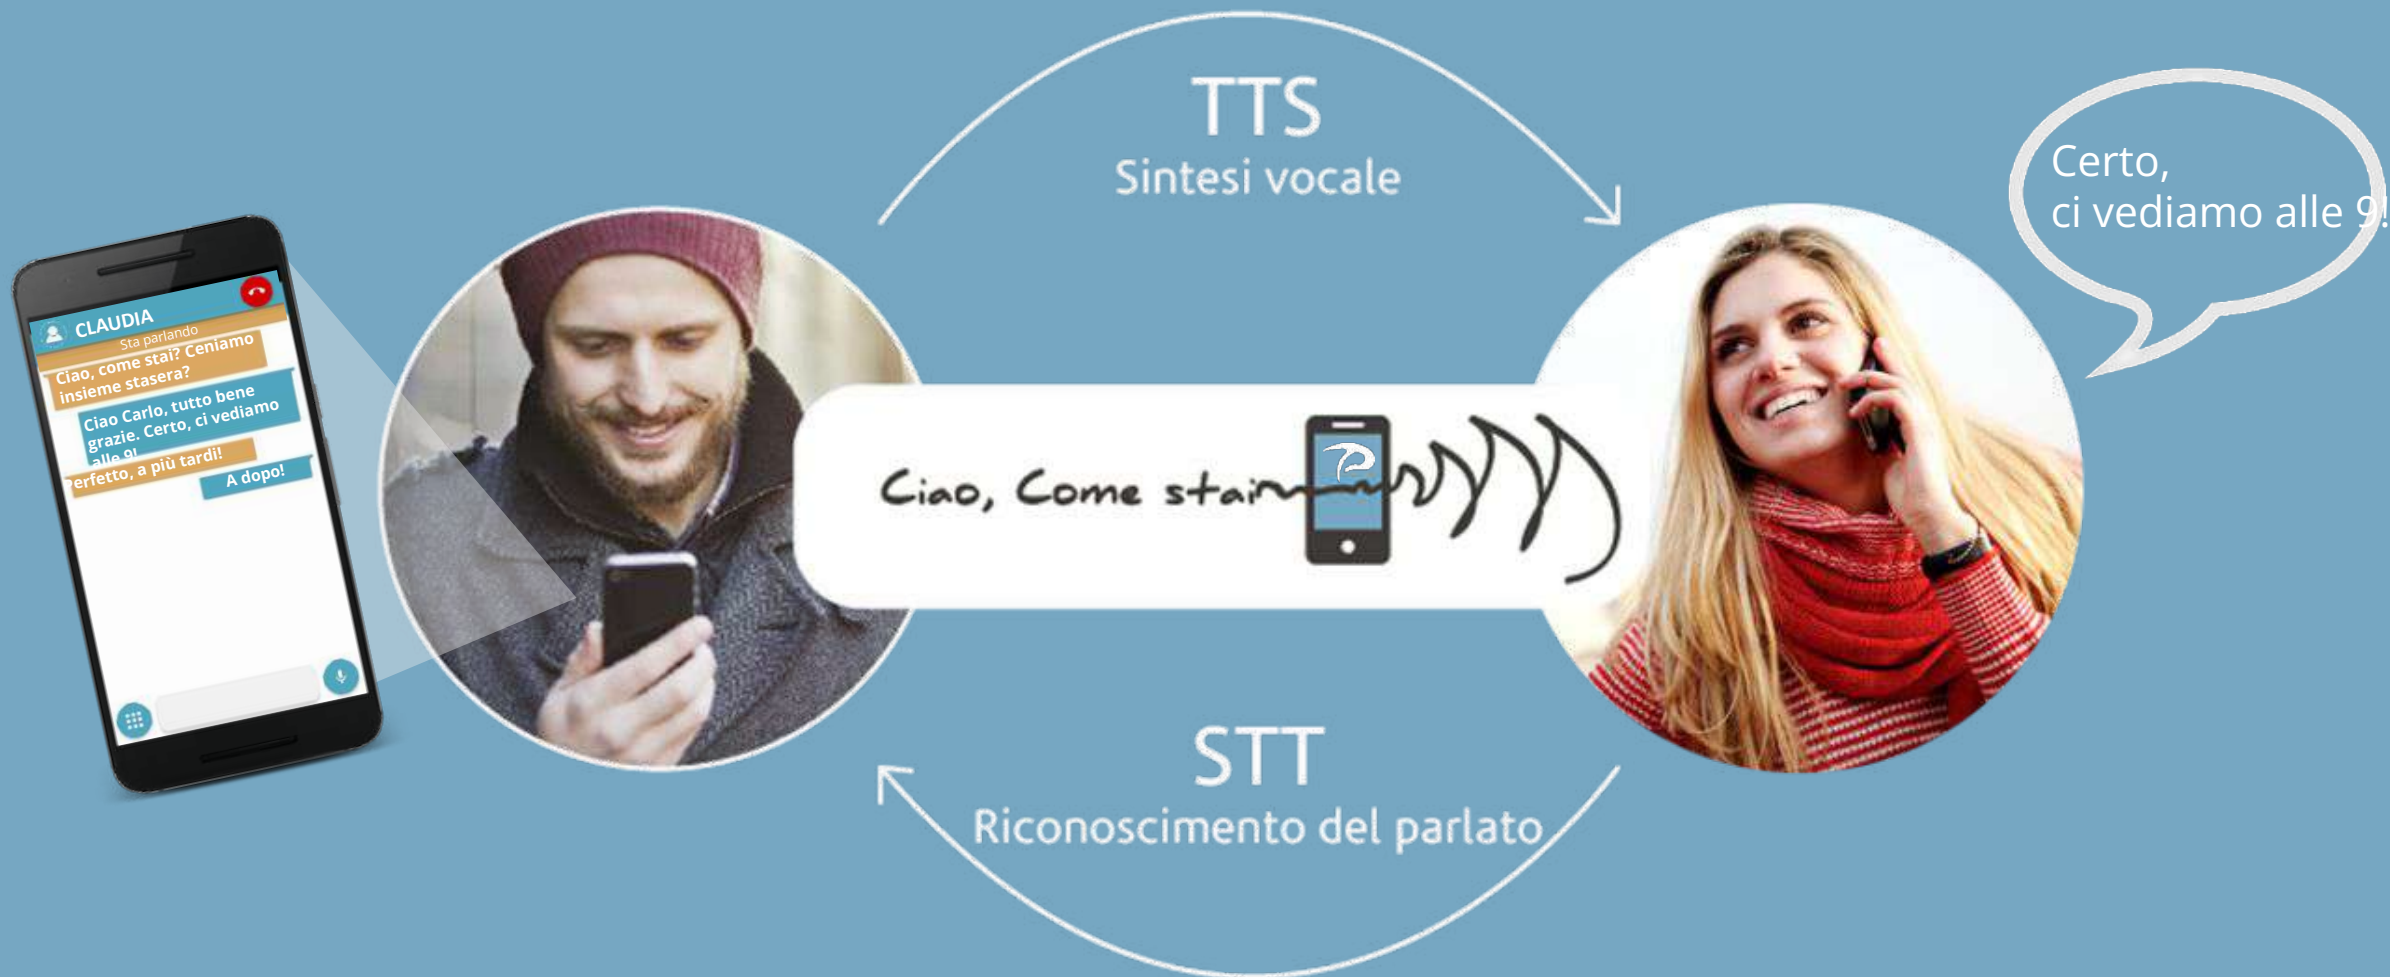 TTS
Sintesi vocale
Certo,
ci vediamo alle 9!
CLAUDIA
Sta parlando
Ciao, come stai? Ceniamo
insieme stasera?
Ciao Carlo, tutto bene
grazie. Certo, ci vediamo
alle 9!
Perfetto, a più tardi!
A dopo!
Ciao, Come stai
STT
Riconoscimento del parlato